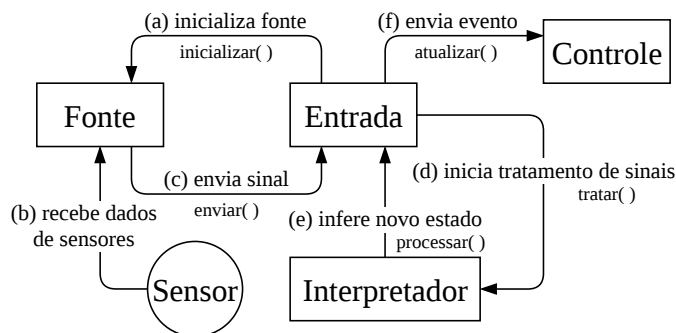 (a) inicializa fonte
inicializar( )
(f) envia evento
atualizar( )
Controle
Fonte
Entrada
(c) envia sinal
enviar( )
(d) inicia tratamento de sinais
tratar( )
(b) recebe dados
de sensores
(e) infere novo estado
processar( )
Sensor
Interpretador